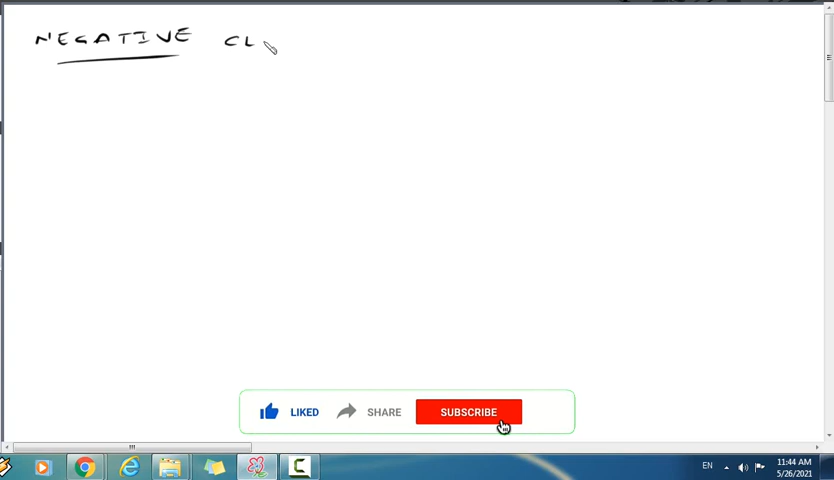 NEGATIVE CL
LIKED SHARE SUBSCRIBE
EN 11:44 AM
5/26/2021